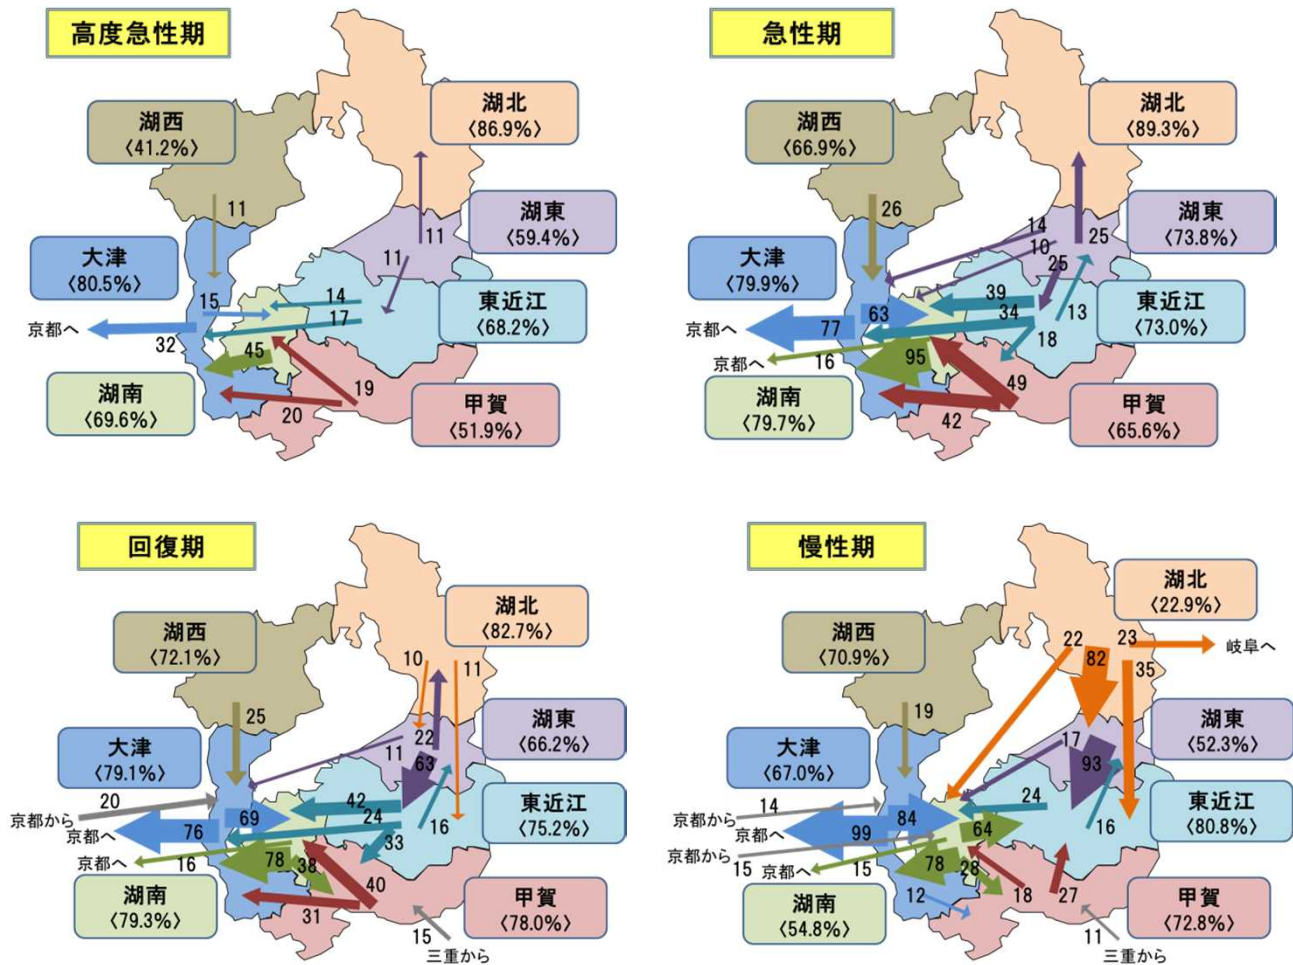 高度急性期
湖北
〈86.9%〉
湖西
〈41.2%〉
11
湖東
〈59.4%〉
11
11
大津
〈80.5%〉
15
14
17
東近江
〈68.2%〉
京都へ
32
45
湖南
〈69.6%〉
19
20
甲賀
〈51.9%〉
急性期
湖北
〈89.3%〉
湖西
〈66.9%〉
26
湖東
〈73.8%〉
14
10
25
25
大津
〈79.9%〉
63
39
34
13
東近江
〈73.0%〉
京都へ
77
18
京都へ
16
95
湖南
〈79.7%〉
49
42
甲賀
〈65.6%〉
回復期
湖北
〈82.7%〉
湖西
〈72.1%〉
10
11
25
湖東
〈66.2%〉
22
11
63
大津
〈79.1%〉
20
京都から
69
42
24
東近江
〈75.2%〉
京都へ
76
16
33
京都へ
16
78
38
湖南
〈79.3%〉
40
31
甲賀
〈78.0%〉
15
三重から
慢性期
湖北
〈22.9%〉
湖西
〈70.9%〉
22
23
岐阜へ
82
35
19
湖東
〈52.3%〉
17
93
大津
〈67.0%〉
14
京都から
84
24
東近江
〈80.8%〉
京都へ
99
64
16
京都から
15
京都へ
15
78
28
湖南
〈54.8%〉
12
18
27
甲賀
〈72.8%〉
11
三重から